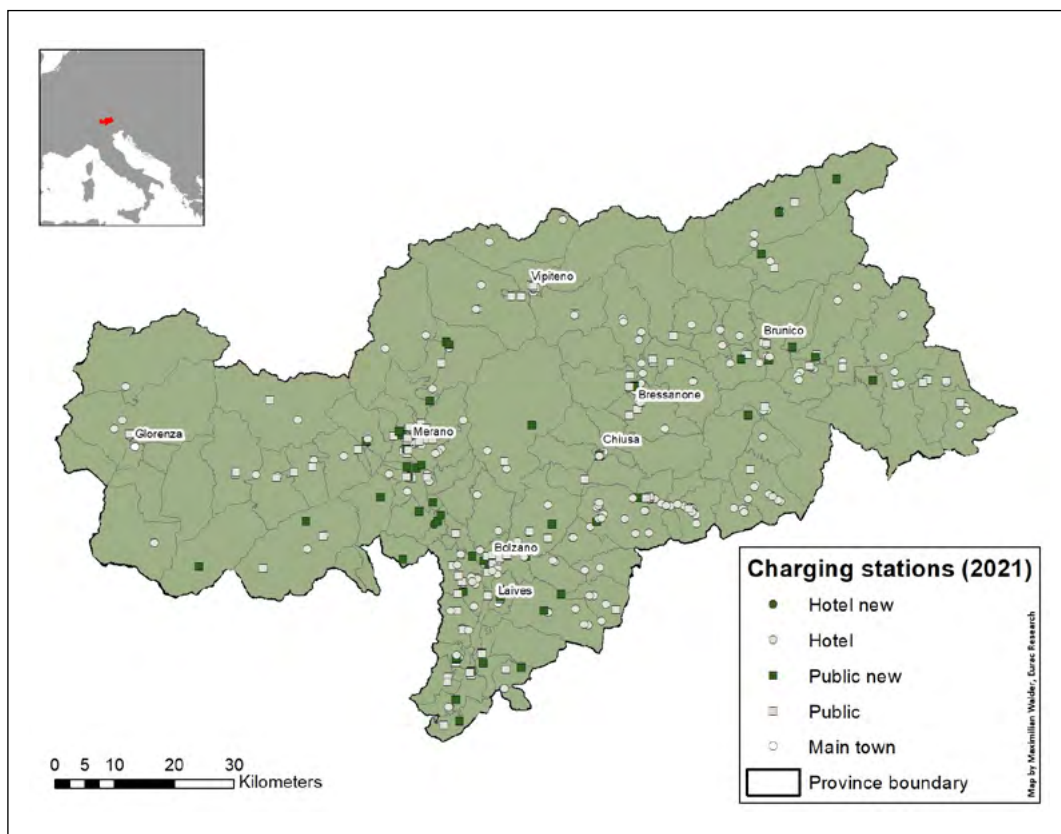 Vipiteno
Brunico
Bressanone
Glorenza
Merano
Chiusa
Bolzano
Laives
Charging stations (2021)
Hotel new
Hotel
Public new
Public
Main town
Province boundary
Map by Maximilian Walder, Eurac Research
0 5 10 20 30
Kilometers